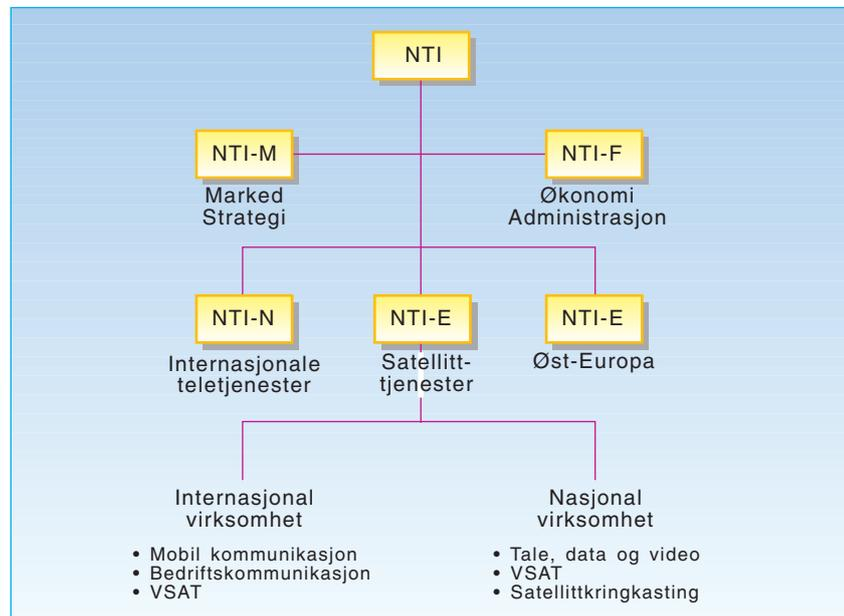 NTI
NTI-M
Marked
Strategi
NTI-F
Økonomi
Administrasjon
NTI-N
Internasjonale
teletjenester
NTI-E
Satellitt-
tjenester
NTI-E
Øst-Europa
Internasjonal
virksomhet
• Mobil kommunikasjon
• Bedriftskommunikasjon
• VSAT
Nasjonal
virksomhet
• Tale, data og video
• VSAT
• Satellittkringkasting